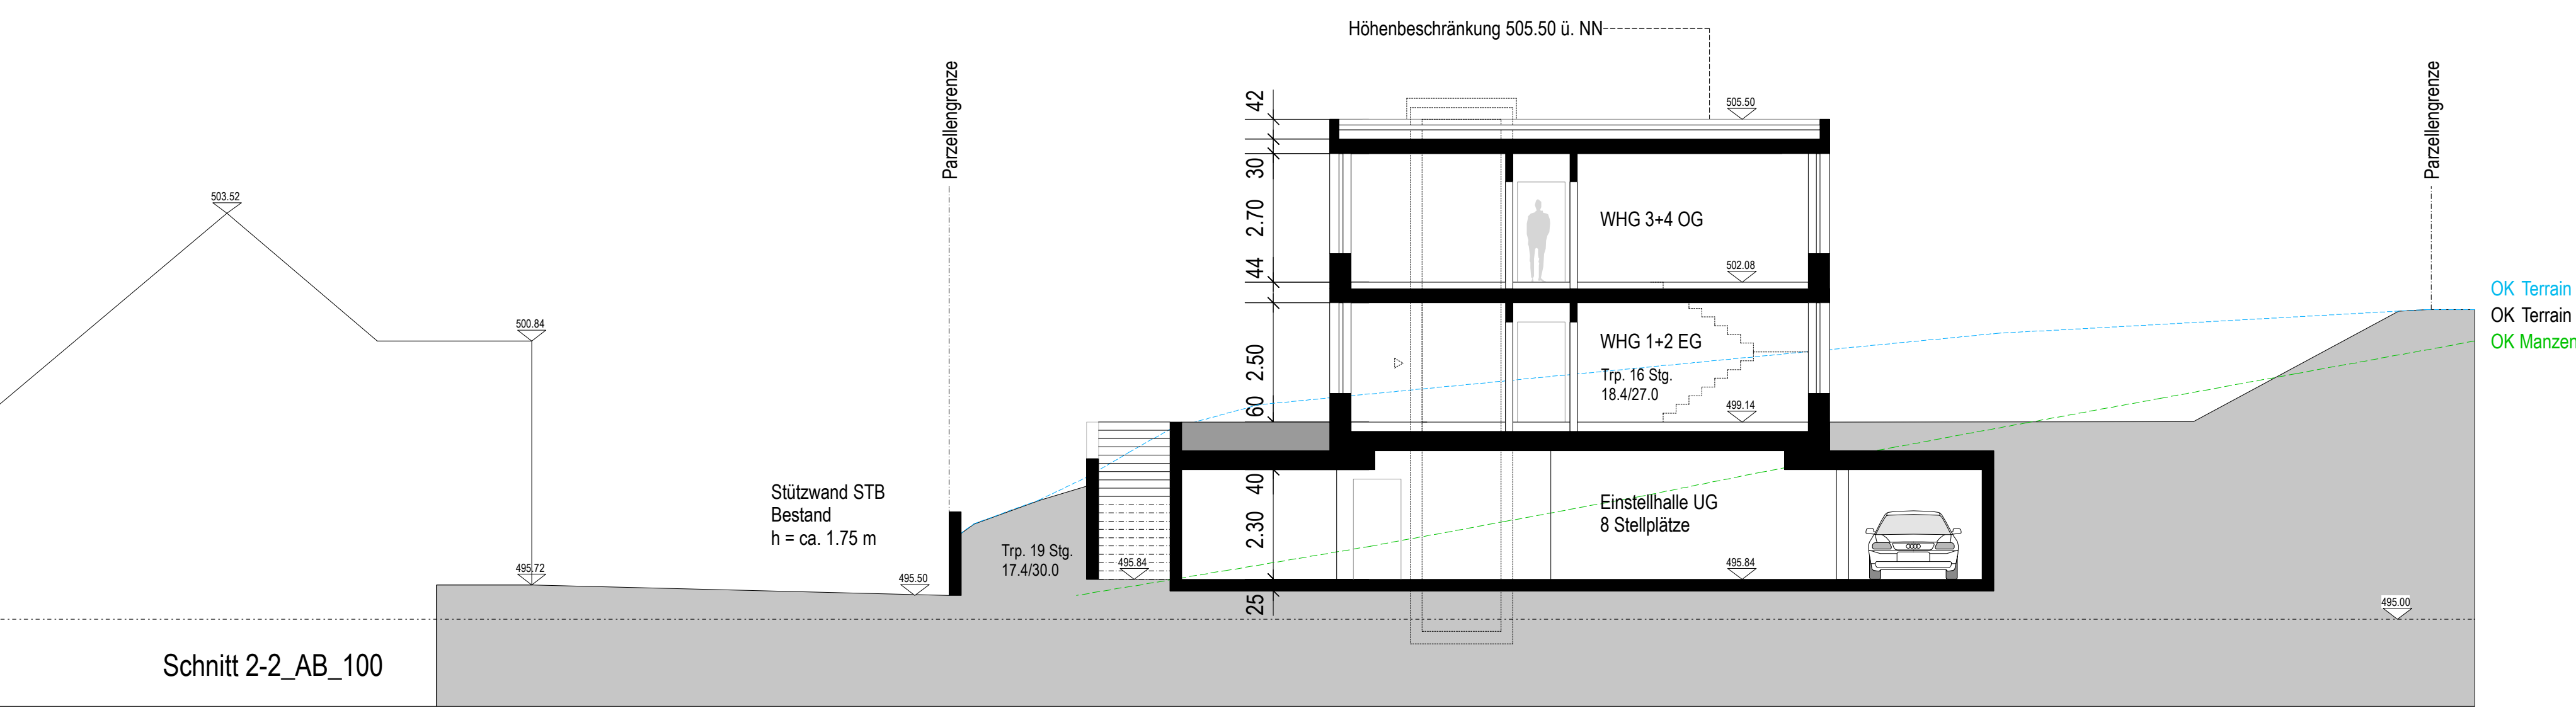 Höhenbeschränkung 505.50 ü. NN
Parzellengrenze
Parzellengrenze
42
505.50
30
503.52
2.70
WHG 3+4 OG
44
502.08
OK Terrain
OK Terrain
OK Manzen
500.84
2.50
WHG 1+2 EG
Trp. 16 Stg.
18.4/27.0
60
499.14
Stützwand STB
Bestand
h = ca. 1.75 m
40
2.30
Einstellhalle UG
8 Stellplätze
Trp. 19 Stg.
17.4/30.0
495.72
495.50
495.84
495.84
25
495.00
Schnitt 2-2_AB_100